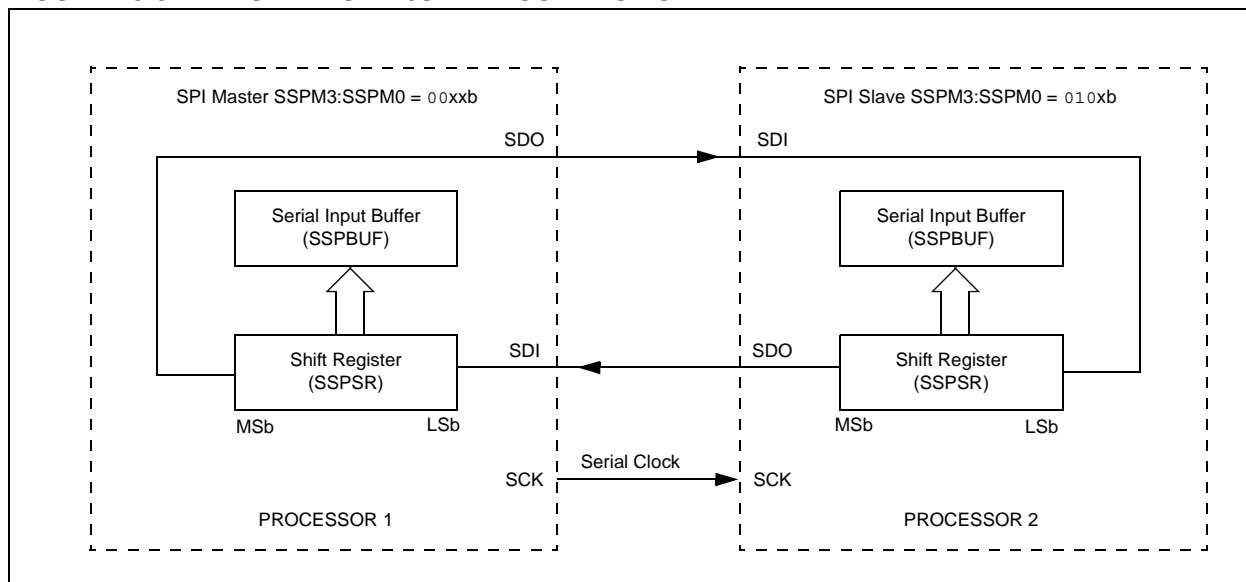 SPI Master SSPM3:SSPM0 = 00xxb
SDO
Serial Input Buffer
(SSPBUF)
Shift Register
(SSPSR)
MSb
LSb
SDI
SCK
PROCESSOR 1
Serial Clock
SPI Slave SSPM3:SSPM0 = 010xb
SDI
Serial Input Buffer
(SSPBUF)
SDO
Shift Register
(SSPSR)
MSb
LSb
SCK
PROCESSOR 2